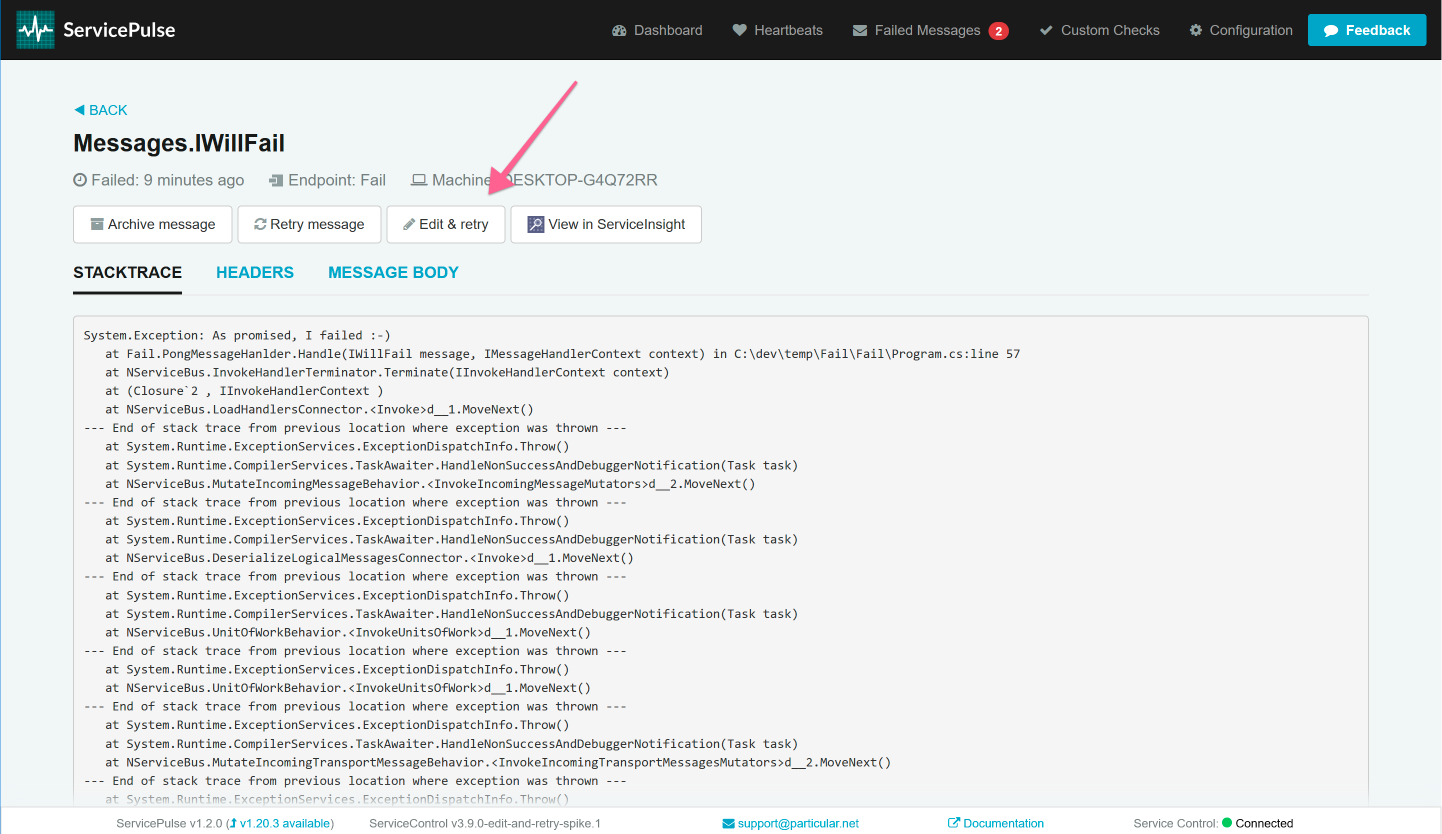 ServicePulse
Dashboard Heartbeats Failed Messages 2 Custom Checks Configuration Feedback
BACK
Messages.IWillFail
Failed: 9 minutes ago Endpoint: Fail Machine DESKTOP-G4Q72RR
Archive message Retry message Edit & retry View in ServiceInsight
STACKTRACE HEADERS MESSAGE BODY
System.Exception: As promised, I failed :-)
at Fail.PongMessageHanlder.Handle(IWillFail message, IMessageHandlerContext context) in C:\dev\temp\Fail\Fail\Program.cs:line 57
at NServiceBus.InvokeHandlerTerminator.Terminate(IInvokeHandlerContext context)
at (Closure`2 , IInvokeHandlerContext )
at NServiceBus.LoadHandlersConnector.<Invoke>d__1.MoveNext()
--- End of stack trace from previous location where exception was thrown ---
at System.Runtime.ExceptionServices.ExceptionDispatchInfo.Throw()
at System.Runtime.CompilerServices.TaskAwaiter.HandleNonSuccessAndDebuggerNotification(Task task)
at NServiceBus.MutateIncomingMessageBehavior.<InvokeIncomingMessageMutators>d__2.MoveNext()
--- End of stack trace from previous location where exception was thrown ---
at System.Runtime.ExceptionServices.ExceptionDispatchInfo.Throw()
at System.Runtime.CompilerServices.TaskAwaiter.HandleNonSuccessAndDebuggerNotification(Task task)
at NServiceBus.DeserializeLogicalMessagesConnector.<Invoke>d__1.MoveNext()
--- End of stack trace from previous location where exception was thrown ---
at System.Runtime.ExceptionServices.ExceptionDispatchInfo.Throw()
at System.Runtime.CompilerServices.TaskAwaiter.HandleNonSuccessAndDebuggerNotification(Task task)
at NServiceBus.UnitOfWorkBehavior.<InvokeUnitsOfWork>d__1.MoveNext()
--- End of stack trace from previous location where exception was thrown ---
at System.Runtime.ExceptionServices.ExceptionDispatchInfo.Throw()
at NServiceBus.UnitOfWorkBehavior.<InvokeUnitsOfWork>d__1.MoveNext()
--- End of stack trace from previous location where exception was thrown ---
at System.Runtime.ExceptionServices.ExceptionDispatchInfo.Throw()
at System.Runtime.CompilerServices.TaskAwaiter.HandleNonSuccessAndDebuggerNotification(Task task)
at NServiceBus.MutateIncomingTransportMessageBehavior.<InvokeIncomingTransportMessagesMutators>d__2.MoveNext()
--- End of stack trace from previous location where exception was thrown ---
at System.Runtime.ExceptionServices.ExceptionDispatchInfo.Throw()
ServicePulse v1.2.0 (v1.20.3 available) ServiceControl v3.9.0-edit-and-retry-spike.1 support@particular.net Documentation Service Control: Connected